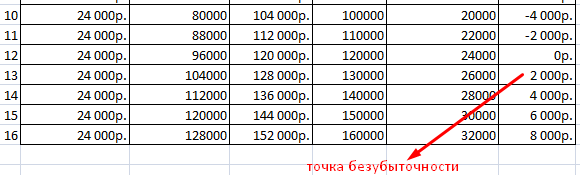 10 24 000р. 80000 104 000р. 100000 20000 -4 000р.
11 24 000р. 88000 112 000р. 110000 22000 -2 000р.
12 24 000р. 96000 120 000р. 120000 24000 0р.
13 24 000р. 104000 128 000р. 130000 26000 2 000р.
14 24 000р. 112000 136 000р. 140000 28000 4 000р.
15 24 000р. 120000 144 000р. 150000 30000 6 000р.
16 24 000р. 128000 152 000р. 160000 32000 8 000р.
точка безубыточности